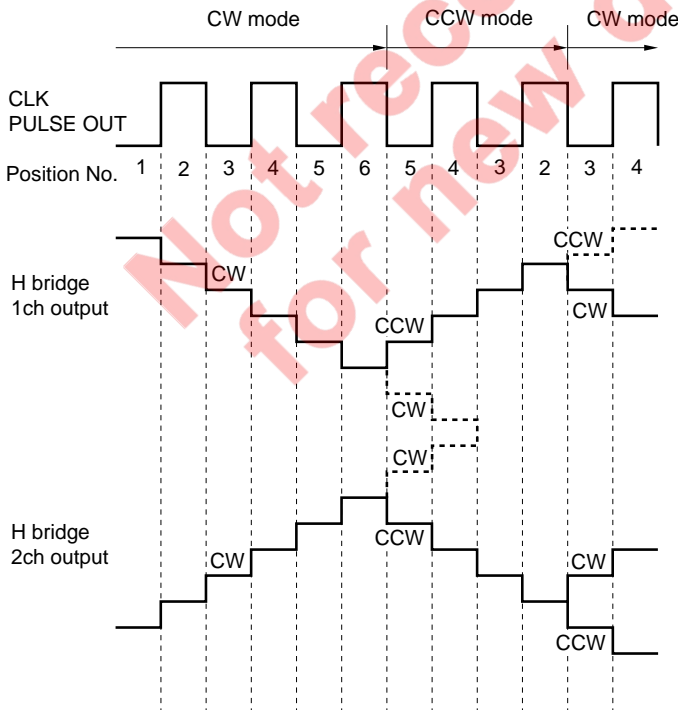 CW mode CCW mode CW mode
CLK
PULSE OUT
Position No. 1 2 3 4 5 6 5 4 3 2 3 4
CCW
CW
H bridge
1ch output
CW
CCW
CW
CW
H bridge
2ch output
CCW
CW
CW
CCW
Not reco
for new d